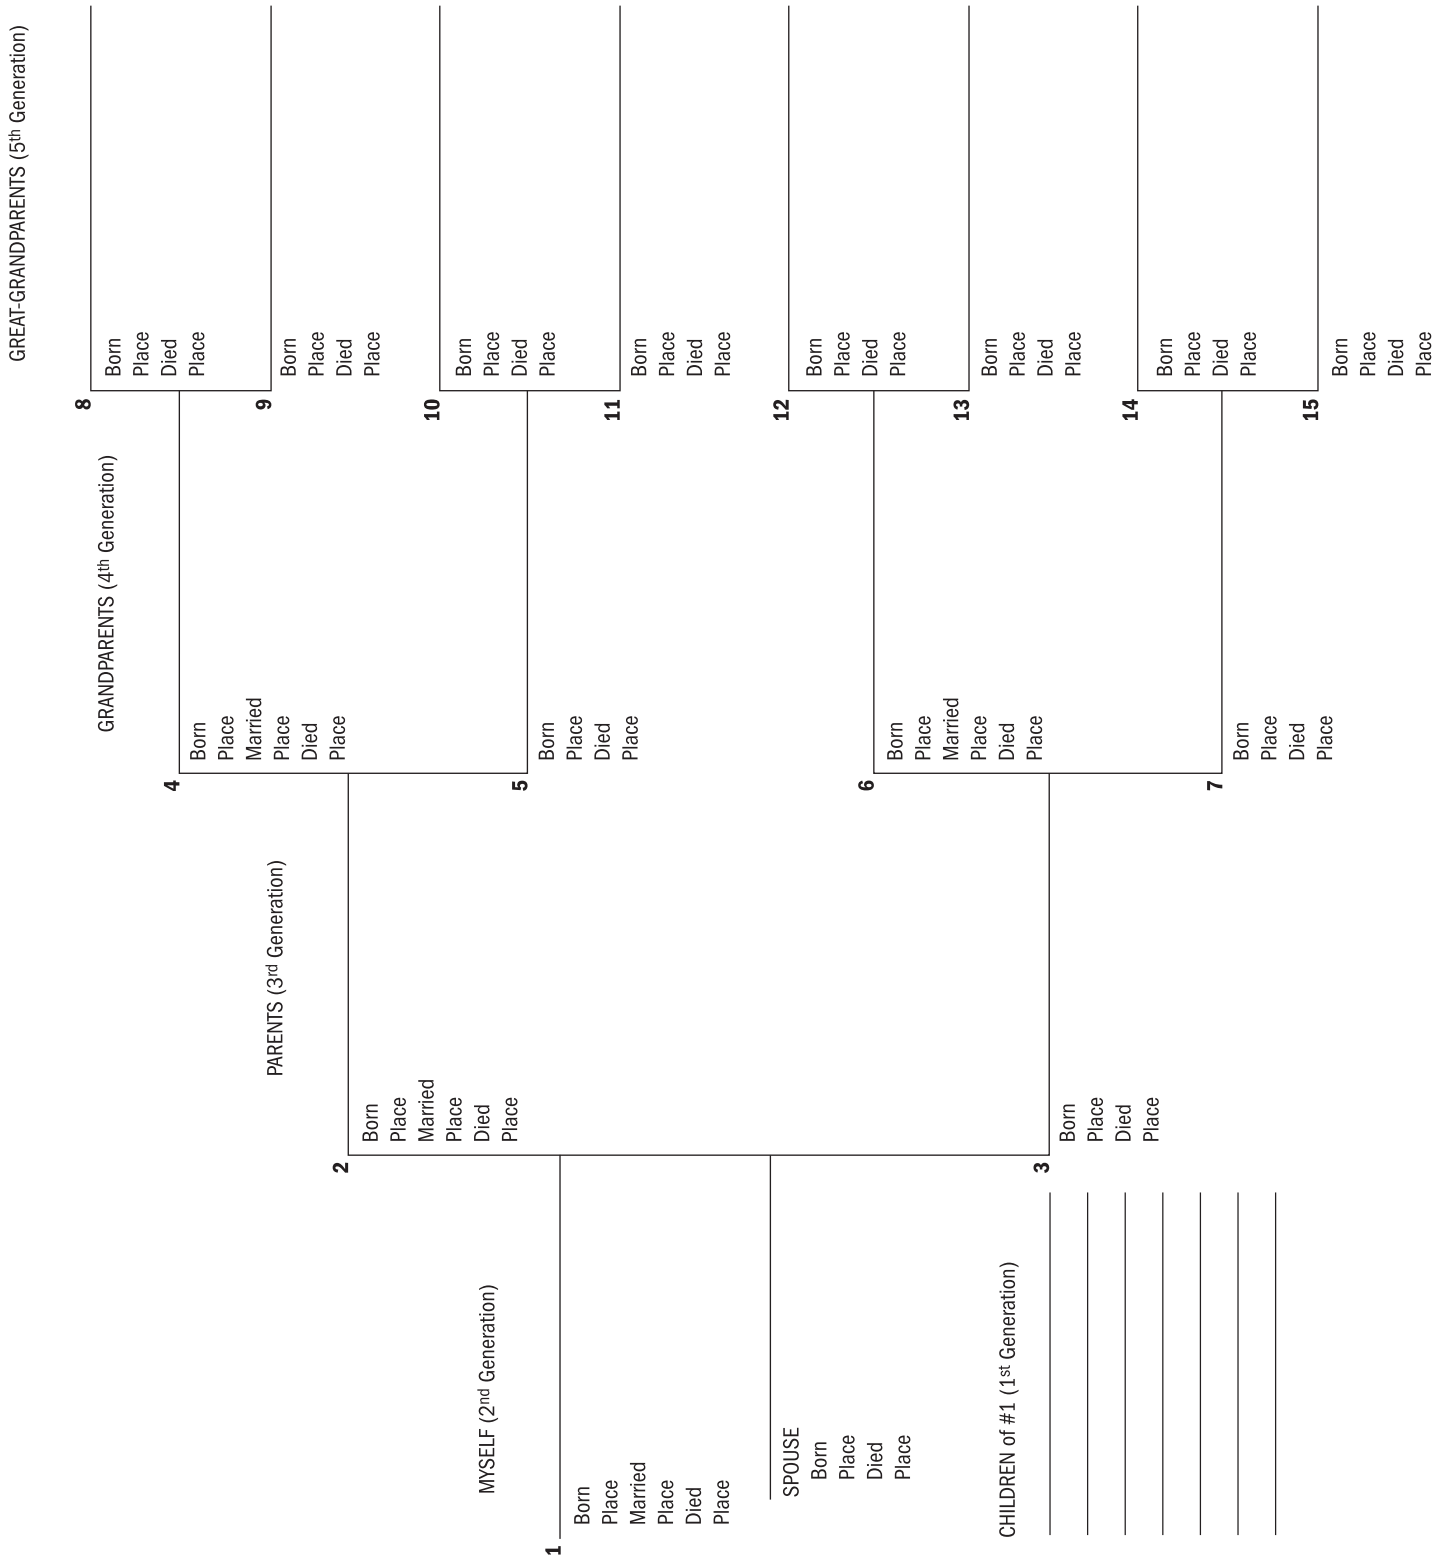 MYSELF (2nd Generation)
1
Born
Place
Married
Place
Died
Place
SPOUSE
Born
Place
Died
Place
CHILDREN of #1 (1st Generation)
PARENTS (3rd Generation)
2
Born
Place
Married
Place
Died
Place
3
Born
Place
Died
Place
GRANDPARENTS (4th Generation)
4
Born
Place
Married
Place
Died
Place
5
Born
Place
Died
Place
6
Born
Place
Married
Place
Died
Place
7
Born
Place
Died
Place
GREAT-GRANDPARENTS (5th Generation)
8
Born
Place
Died
Place
9
Born
Place
Died
Place
10
Born
Place
Died
Place
11
Born
Place
Died
Place
12
Born
Place
Died
Place
13
Born
Place
Died
Place
14
Born
Place
Died
Place
15
Born
Place
Died
Place